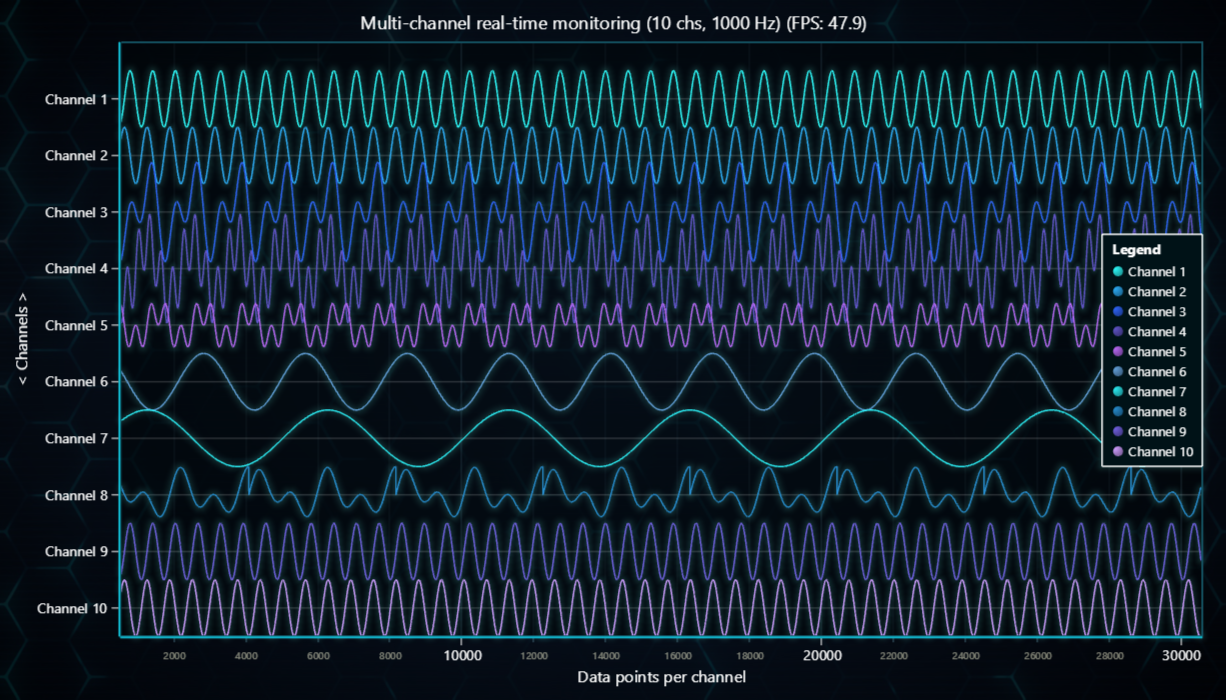 Multi-channel real-time monitoring (10 chs, 1000 Hz) (FPS: 47.9)
Channel 1
Channel 2
Channel 3
Channel 4
Channel 5
Channel 6
Channel 7
Channel 8
Channel 9
Channel 10
< Channels >
Legend
Channel 1
Channel 2
Channel 3
Channel 4
Channel 5
Channel 6
Channel 7
Channel 8
Channel 9
Channel 10
2000 4000 6000 8000 10000 12000 14000 16000 18000 20000 22000 24000 26000 28000 30000
Data points per channel